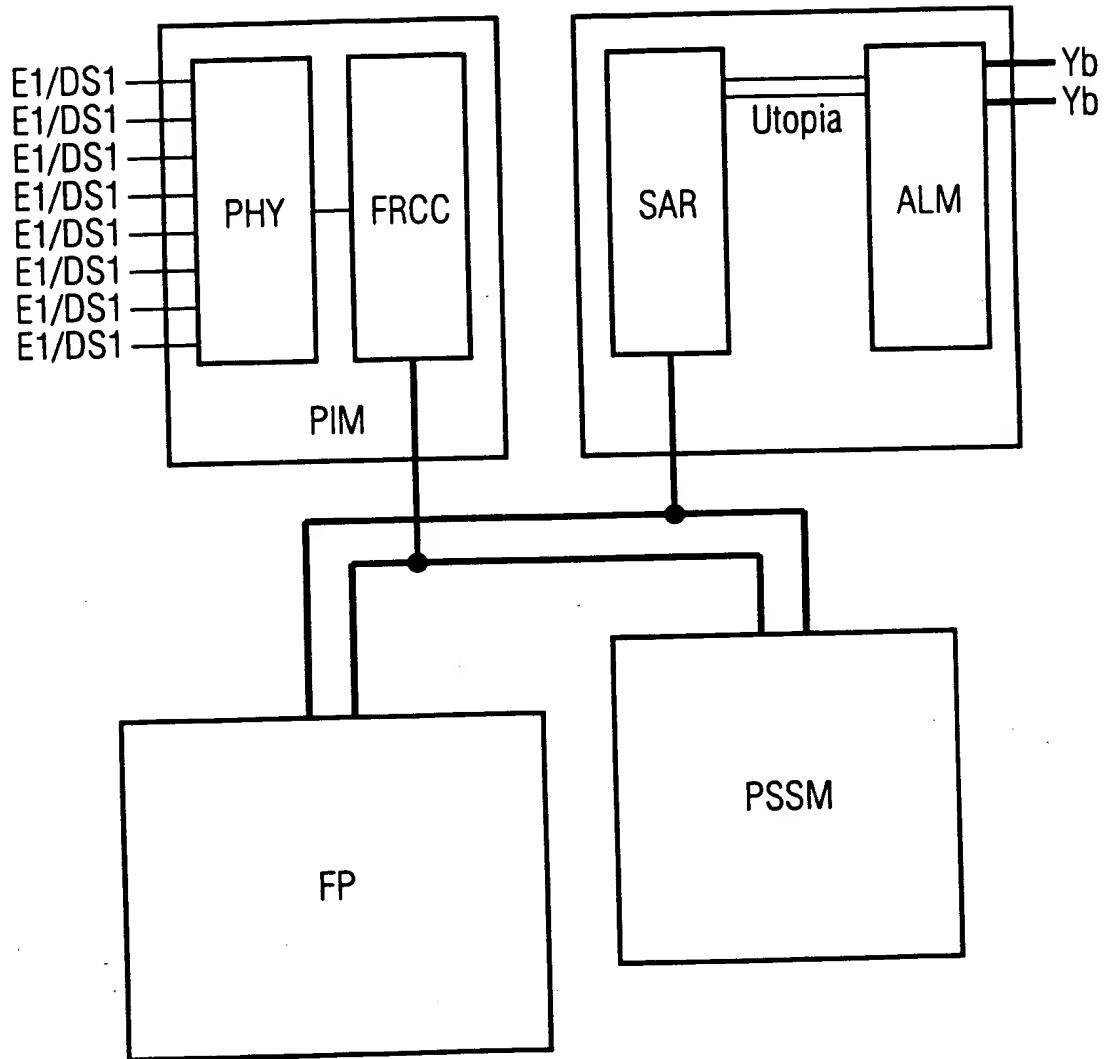 E1/DS1
E1/DS1
E1/DS1
E1/DS1
E1/DS1
E1/DS1
E1/DS1
E1/DS1
PHY
FRCC
PIM
SAR
Utopia
ALM
Yb
Yb
FP
PSSM